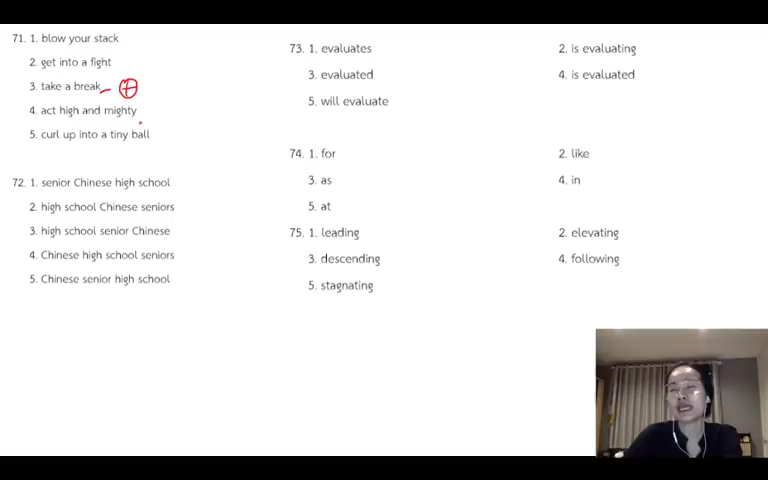 71. 1. blow your stack
2. get into a fight
3. take a break
4. act high and mighty
5. curl up into a tiny ball
72. 1. senior Chinese high school
2. high school Chinese seniors
3. high school senior Chinese
4. Chinese high school seniors
5. Chinese senior high school
73. 1. evaluates 2. is evaluating
3. evaluated 4. is evaluated
5. will evaluate
74. 1. for 2. like
3. as 4. in
5. at
75. 1. leading 2. elevating
3. descending 4. following
5. stagnating